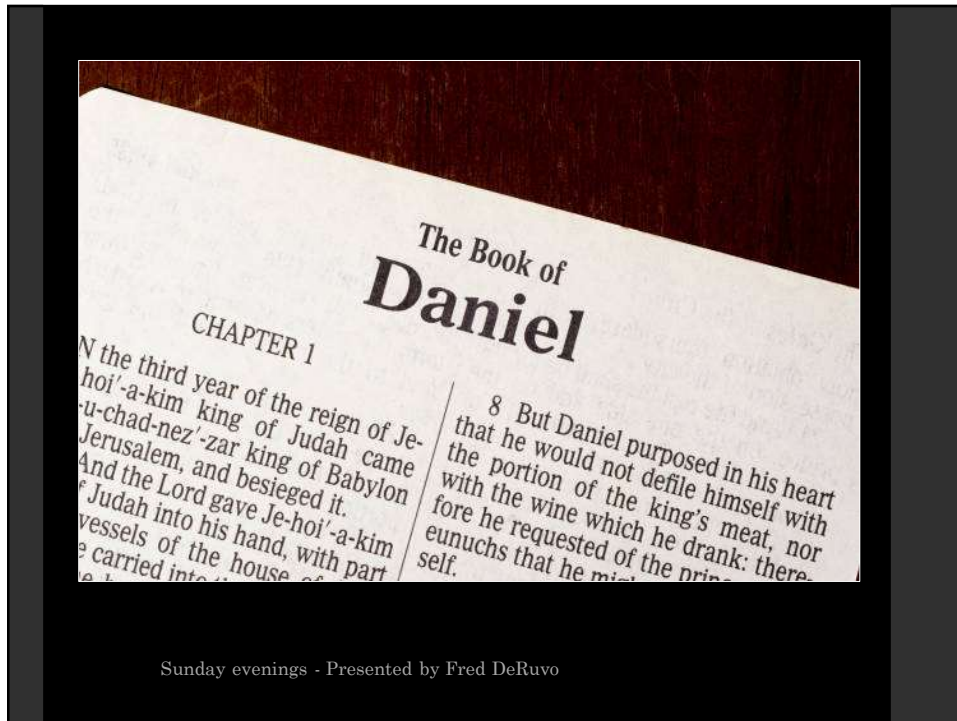 The Book of
Daniel
CHAPTER 1
N the third year of the reign of Je-
hoi'-a-kim king of Judah came
-u-chad-nez'-zar king of Babylon
Jerusalem, and besieged it.
And the Lord gave Je-hoi'-a-kim
Judah into his hand, with part
vessels of the house of
carried into
8 But Daniel purposed in his heart
that he would not defile himself with
the portion of the king's meat, nor
with the wine which he drank: there-
fore he requested of the
eunuchs that he
self.
Sunday evenings - Presented by Fred DeRuvo